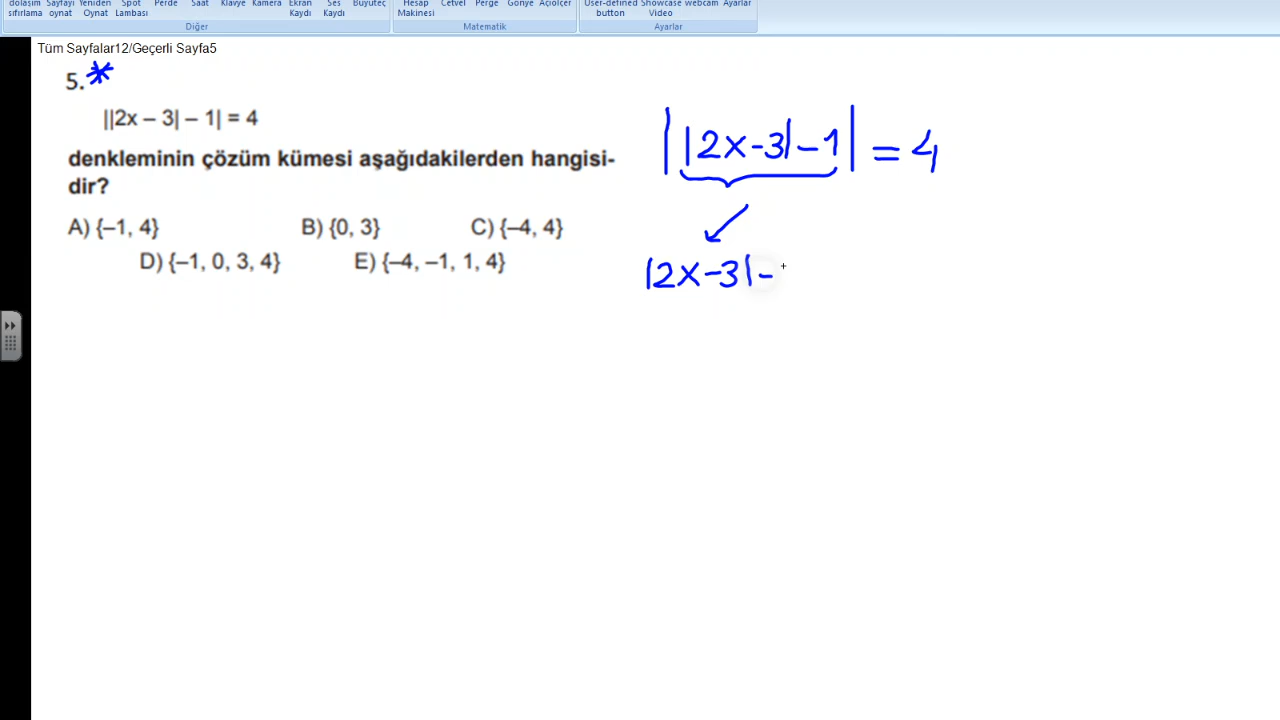 dolaşım Sayfayı Yeniden Spot Perde Saat Klavye Kamera Ekran Ses Büyüteç Hesap Cetvel Pergel Gönye Açıölçer User-defined Showcase webcam Ayarlar
sıfırlama oynat Oynat Lambası Kaydı Kaydı Makinesi button Video
Diğer Matematik Ayarlar
Tüm Sayfalar12/Geçerli Sayfa5
5. *
||2x – 3| – 1| = 4
denkleminin çözüm kümesi aşağıdakilerden hangisi-
dir?
A) {–1, 4} B) {0, 3} C) {–4, 4}
D) {–1, 0, 3, 4} E) {–4, –1, 1, 4}
||2x-3|-1| = 4
|2x-3|-